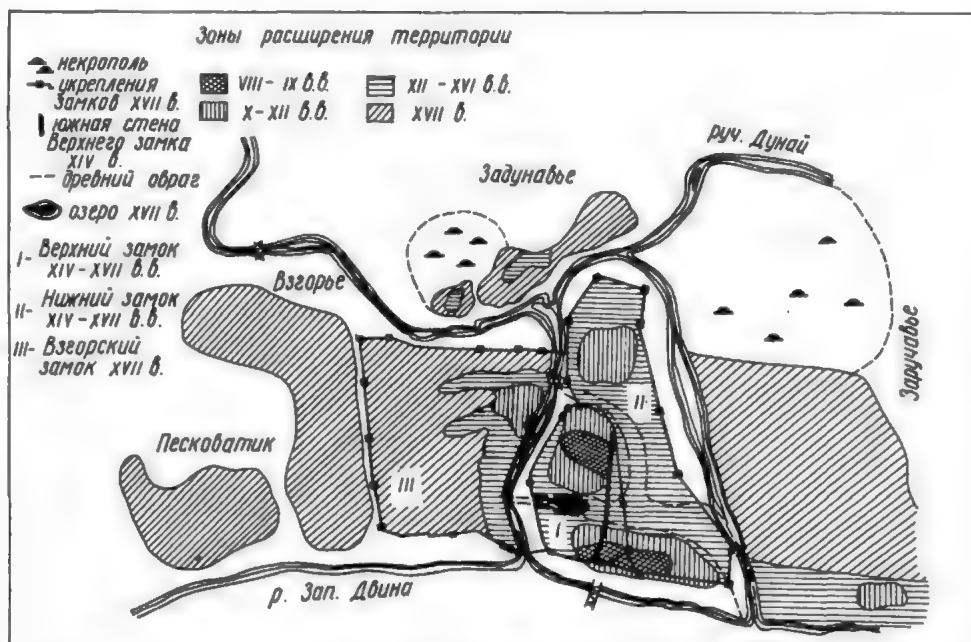 Зоны расширения территории
некрополь
укрепления
Замков XVII в.
южная стена
Верхнего замка
XIV в.
древний овраг
озеро XVII в.
I- Верхний замок
XIV-XVII в.в.
II- Нижний замок
XIV-XVII в.в.
III- Взгорский
замок XVII в.
VIII-IX в.в.
X-XII в.в.
XII-XVI в.в.
XVII в.
руч. Дунай
Задунавье
Взгорье
Заручавье
Песковатик
II
III
I
р. Зап. Двина